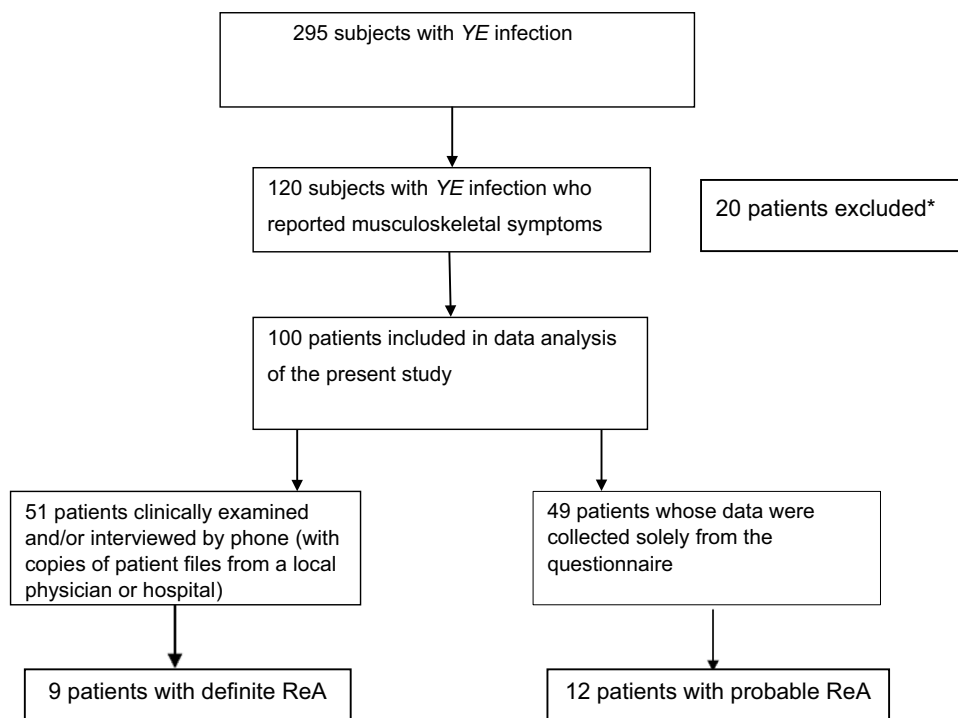 295 subjects with YE infection
120 subjects with YE infection who
reported musculoskeletal symptoms
20 patients excluded*
100 patients included in data analysis
of the present study
51 patients clinically examined
and/or interviewed by phone (with
copies of patient files from a local
physician or hospital)
49 patients whose data were
collected solely from the
questionnaire
9 patients with definite ReA
12 patients with probable ReA